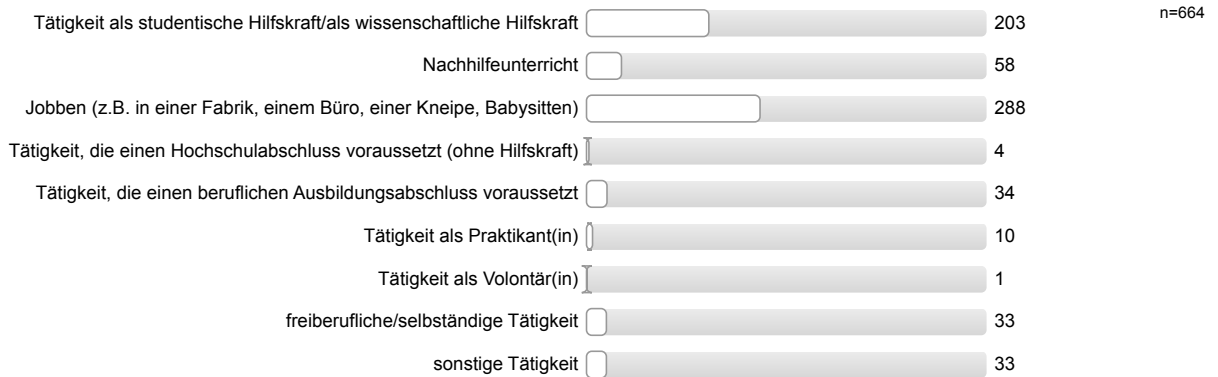 Tätigkeit als studentische Hilfskraft/als wissenschaftliche Hilfskraft 203 n=664
Nachhilfeunterricht 58
Jobben (z.B. in einer Fabrik, einem Büro, einer Kneipe, Babysitten) 288
Tätigkeit, die einen Hochschulabschluss voraussetzt (ohne Hilfskraft) 4
Tätigkeit, die einen beruflichen Ausbildungsabschluss voraussetzt 34
Tätigkeit als Praktikant(in) 10
Tätigkeit als Volontär(in) 1
freiberufliche/selbständige Tätigkeit 33
sonstige Tätigkeit 33